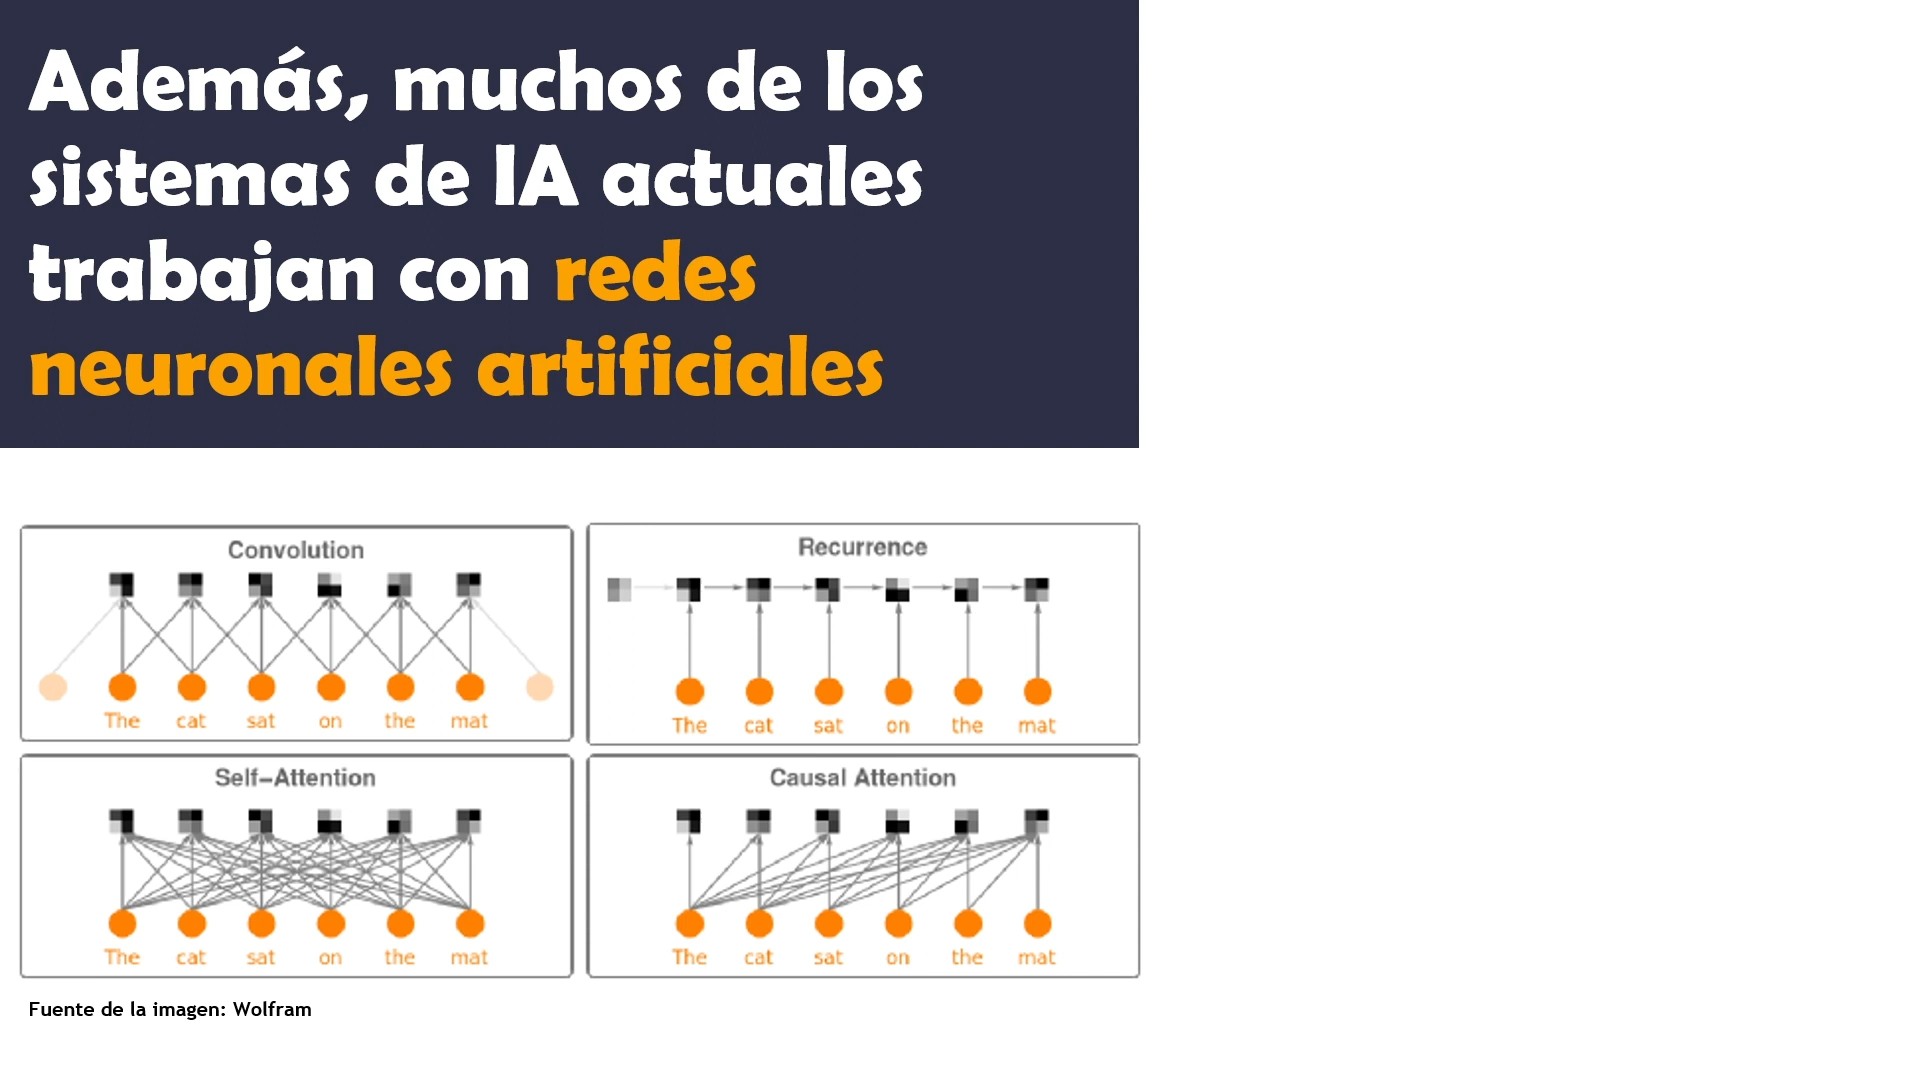 Además, muchos de los
sistemas de IA actuales
trabajan con redes
neuronales artificiales
Convolution
The cat sat on the mat
Recurrence
The cat sat on the mat
Self-Attention
The cat sat on the mat
Causal Attention
The cat sat on the mat
Fuente de la imagen: Wolfram